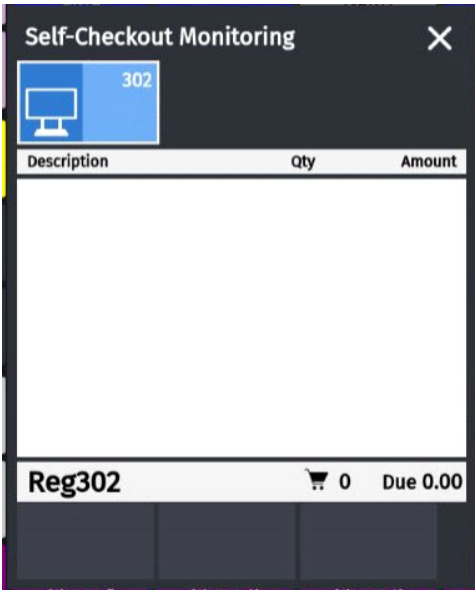 Self-Checkout Monitoring
302
Description Qty Amount
Reg302 0 Due 0.00